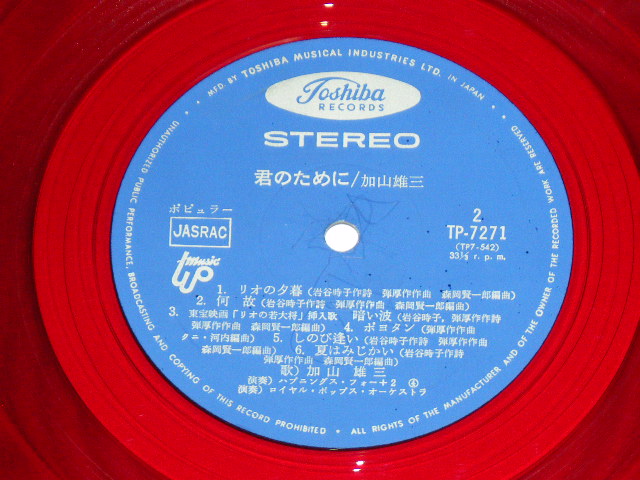 MFD. BY TOSHIBA MUSICAL INDUSTRIES LTD. IN JAPAN
Toshiba
RECORDS
STEREO
君のために/加山雄三
ポピュラー
JASRAC
2
TP-7271
(TP7-542)
33⅓ r.p.m.
Music
1. リオの夕暮(岩谷時子作詩 弾厚作作曲 森岡賢一郎編曲)
2. 何 故(岩谷時子作詩 弾厚作作曲 森岡賢一郎編曲)
3. 東宝映画「リオの若大将」挿入歌 暗い波(岩谷時子作詩,
弾厚作作曲 森岡賢一郎編曲) 4. ポヨタン(弾厚作作曲
クニ・河内編曲) 5. しのび逢い(岩谷時子作詩 弾厚作作曲
森岡賢一郎編曲) 6. 夏はみじかい(岩谷時子作詩
弾厚作作曲 森岡賢一郎編曲)
歌)加山 雄三
演奏)ハプニングス・フォー+2 ④
演奏)ロイヤル・ポップス・オーケストラ
UNAUTHORIZED PUBLIC PERFORMANCE, BROADCASTING AND COPYING OF THIS RECORD PROHIBITED • ALL RIGHTS OF THE MANUFACTURER AND OF THE OWNER OF THE RECORDED WORK ARE RESERVED